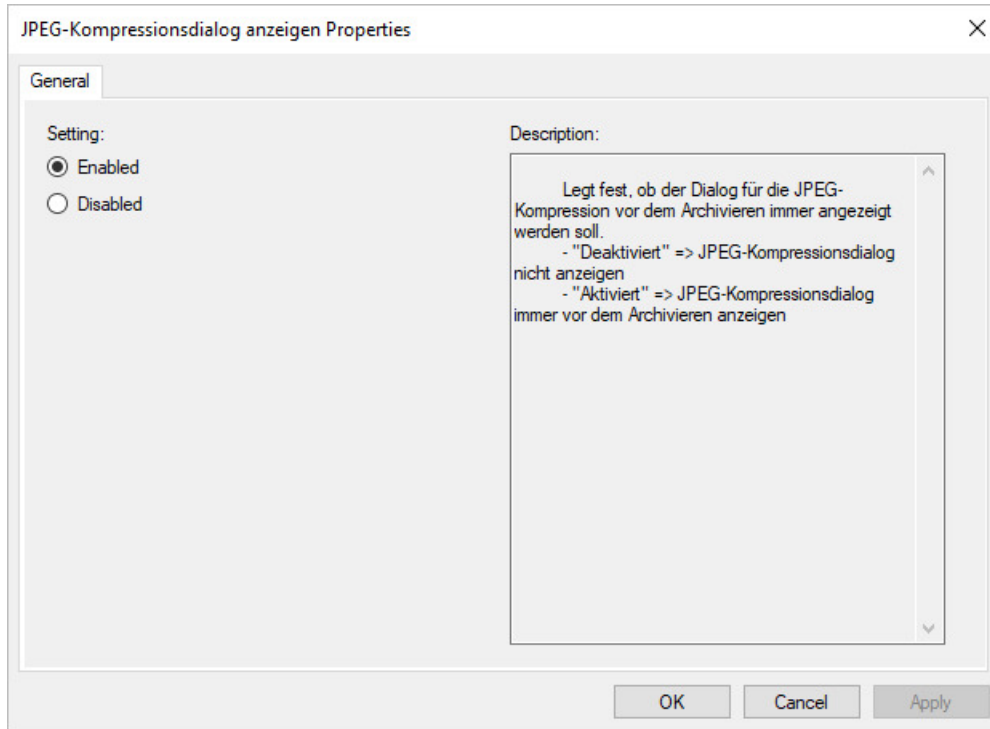 JPEG-Kompressionsdialog anzeigen Properties
General
Setting:
Enabled
Disabled
Description:
Legt fest, ob der Dialog für die JPEG-
Kompression vor dem Archivieren immer angezeigt
werden soll.
- "Deaktiviert" => JPEG-Kompressionsdialog
nicht anzeigen
- "Aktiviert" => JPEG-Kompressionsdialog
immer vor dem Archivieren anzeigen
OK
Cancel
Apply